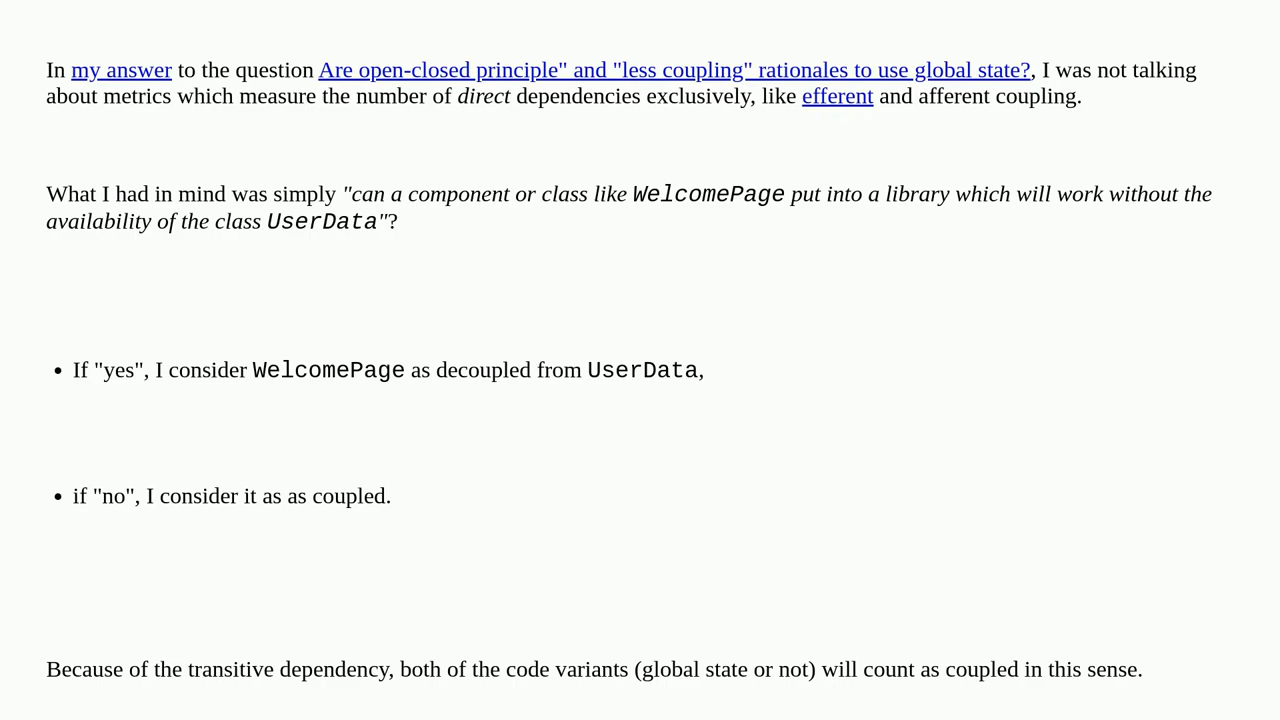 In my answer to the question Are open-closed principle" and "less coupling" rationales to use global state?, I was not talking
about metrics which measure the number of direct dependencies exclusively, like efferent and afferent coupling.
What I had in mind was simply "can a component or class like WelcomePage put into a library which will work without the
availability of the class UserData"?
• If "yes", I consider WelcomePage as decoupled from UserData,
• if "no", I consider it as as coupled.
Because of the transitive dependency, both of the code variants (global state or not) will count as coupled in this sense.